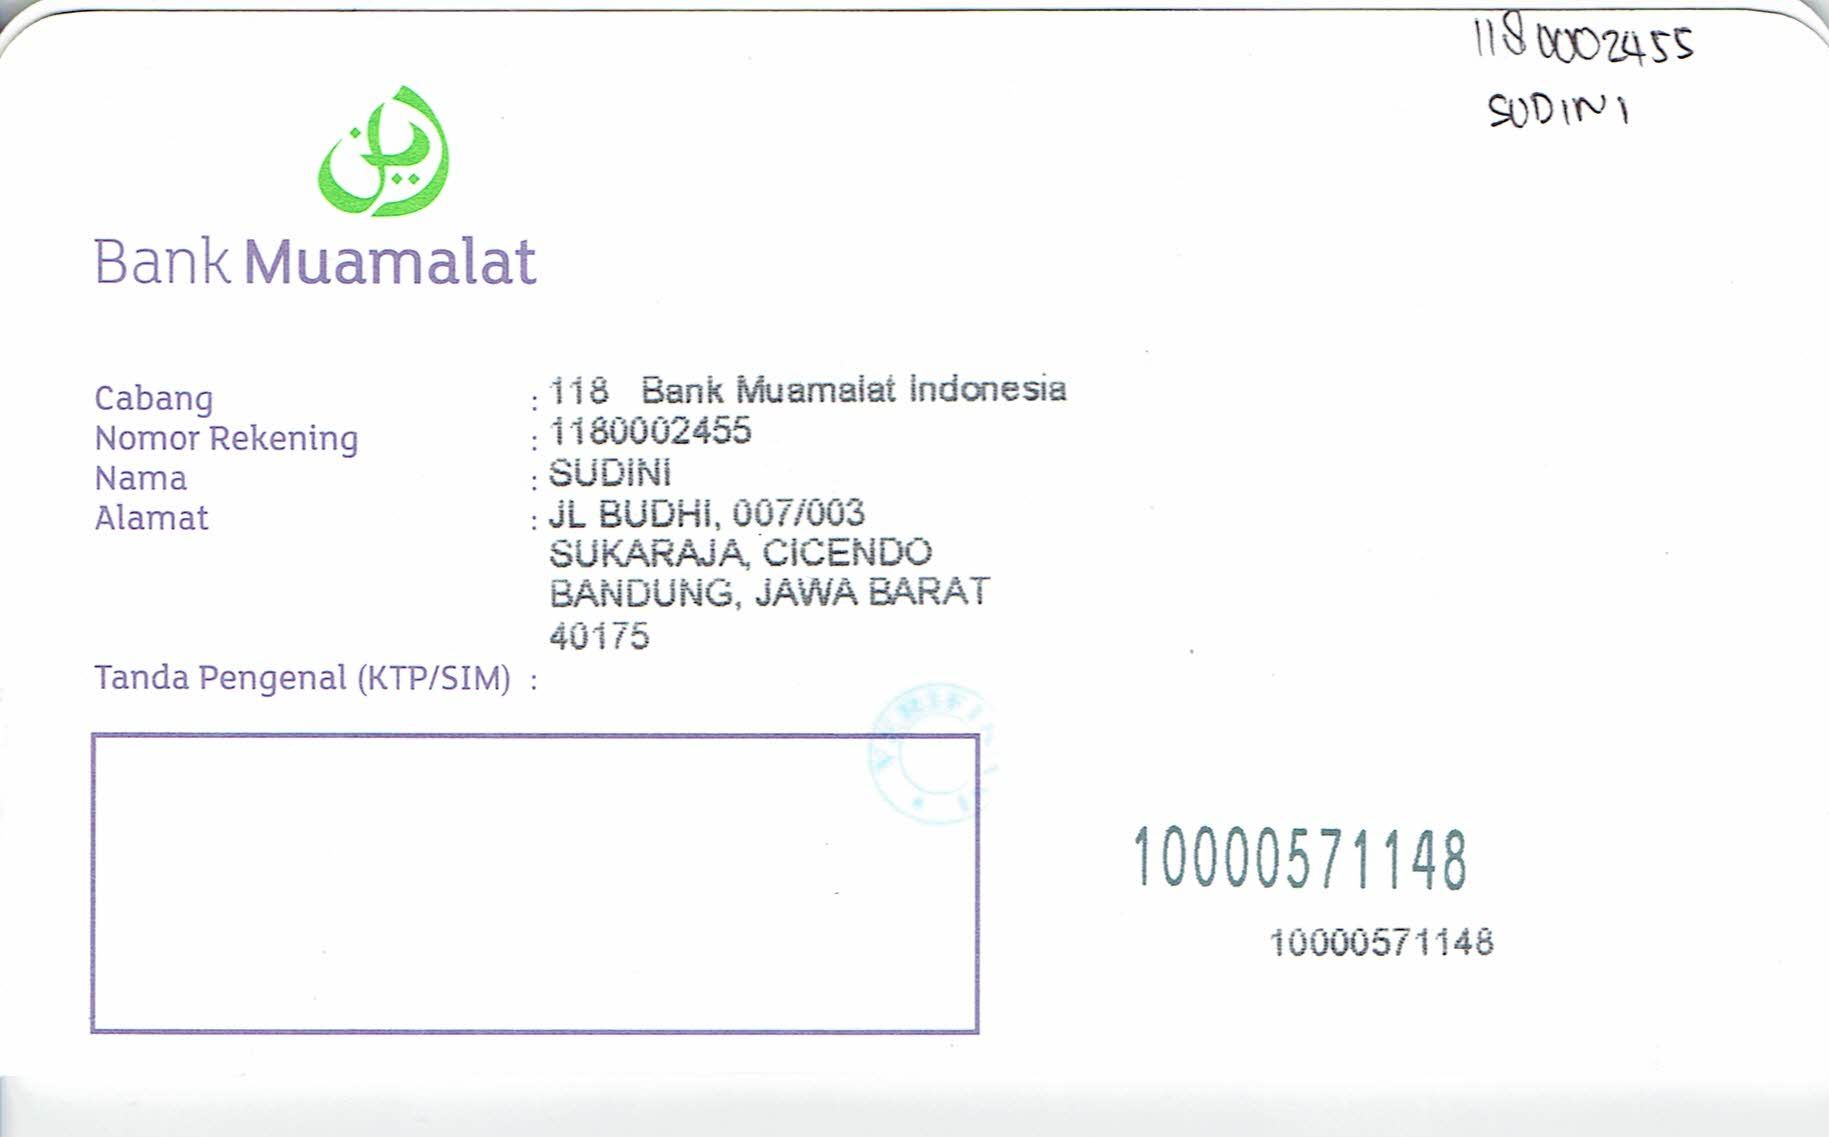 1180002455
SUDINI
Bank Muamalat
Cabang : 118 Bank Muamalat Indonesia
Nomor Rekening : 1180002455
Nama : SUDINI
Alamat : JL BUDHI, 007/003
SUKARAJA, CICENDO
BANDUNG, JAWA BARAT
40175
Tanda Pengenal (KTP/SIM) :
10000571148
10000571148